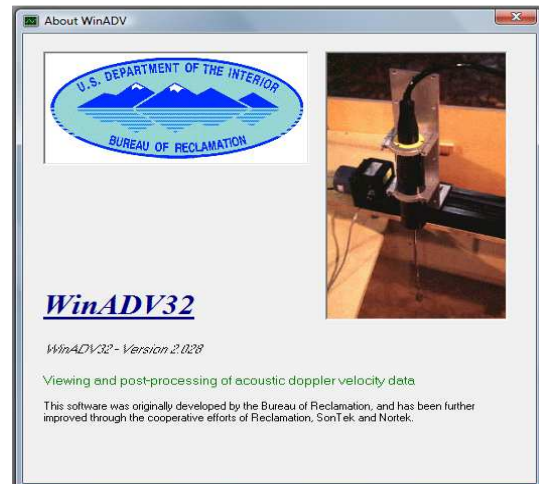 About WinADV
U.S. DEPARTMENT OF THE INTERIOR
BUREAU OF RECLAMATION
WinADV32
WinADV32 - Version 2.028
Viewing and post-processing of acoustic doppler velocity data
This software was originally developed by the Bureau of Reclamation, and has been further
improved through the cooperative efforts of Reclamation, SonTek and Nortek.